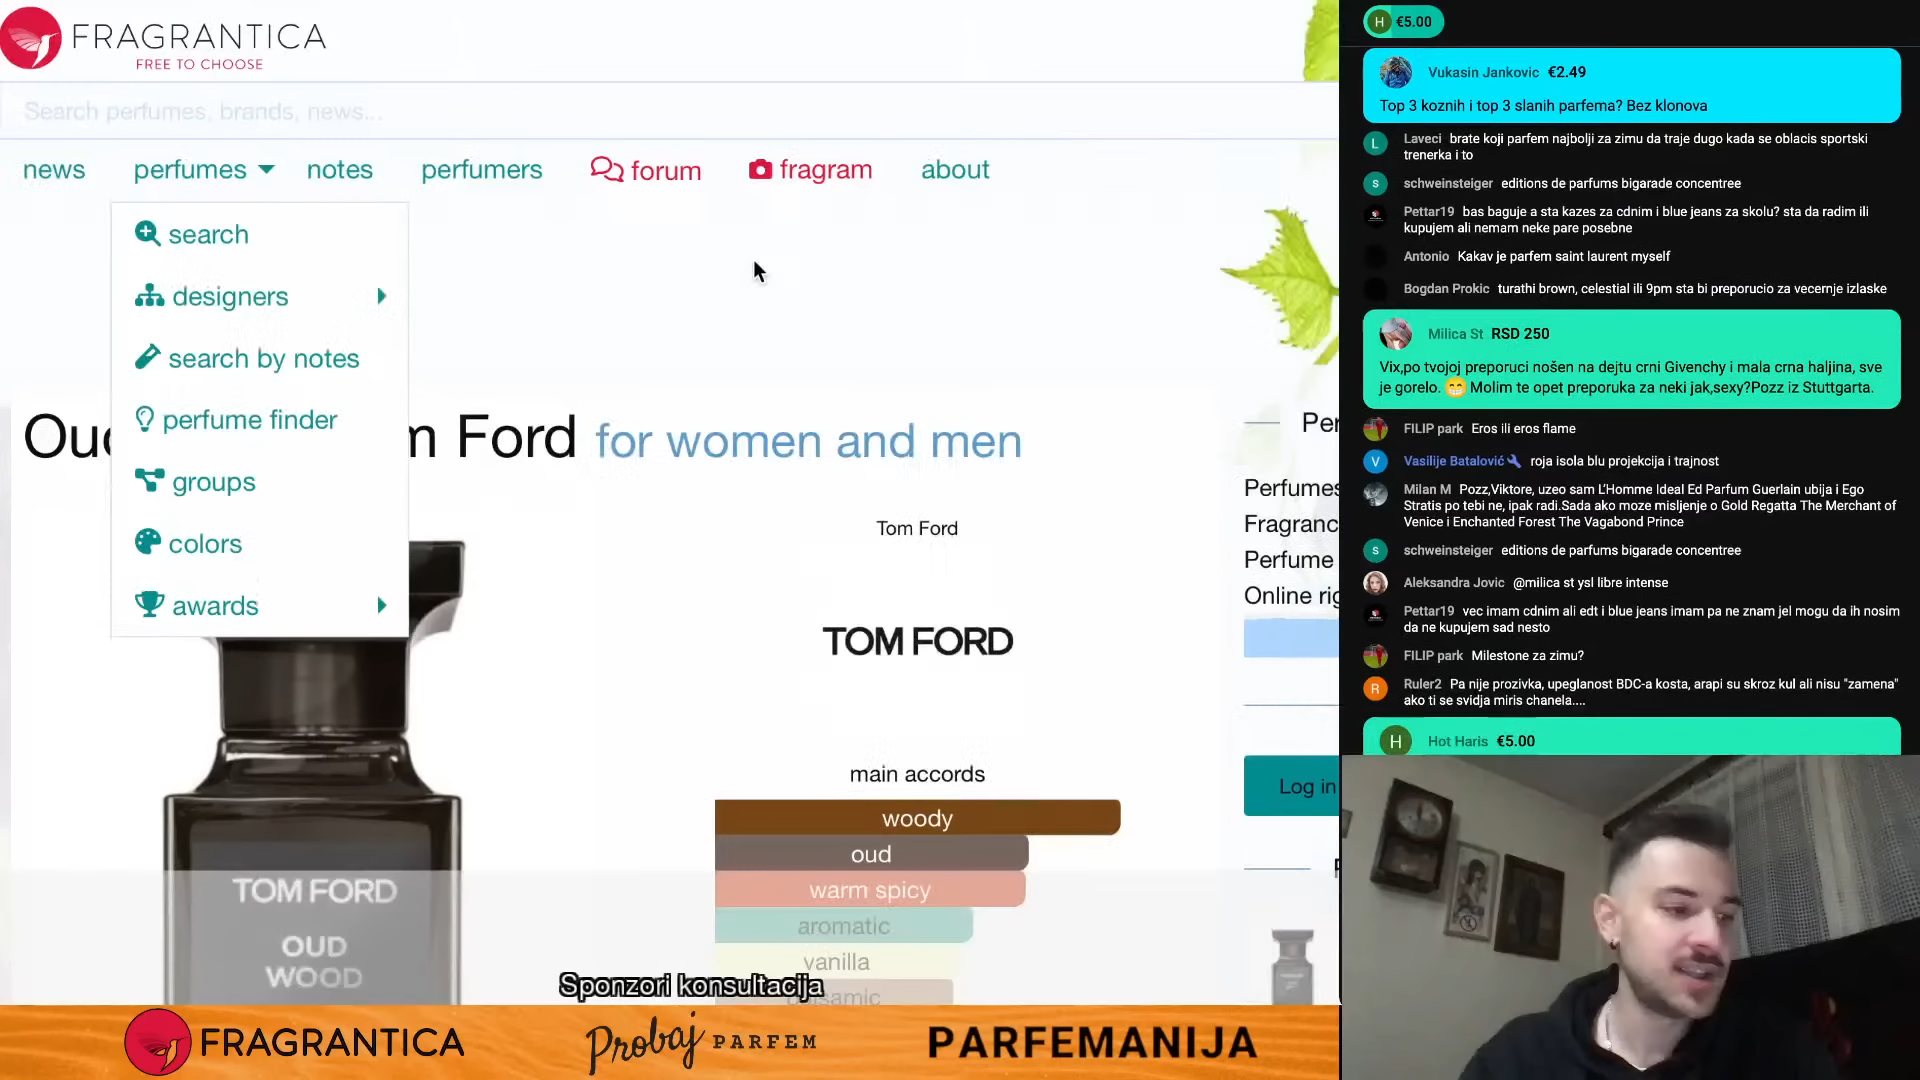 FRAGRANTICA
FREE TO CHOOSE
Search perfumes, brands, news...
news perfumes notes perfumers forum fragram about
search
designers
search by notes
perfume finder
groups
colors
awards
Ford for women and men
Tom Ford
TOM FORD
main accords
woody
oud
warm spicy
aromatic
vanilla
Perfumes
Perfume
Online
Log in
TOM FORD
OUD
WOOD
Sponzori konsultacija
FRAGRANTICA
Probaj PARFEM
PARFEMANIJA
H €5.00
Vukasin Jankovic €2.49
Top 3 koznih i top 3 slanih parfema? Bez klonova
L Laveci brate koji parfem najbolji za zimu da traje dugo kada se oblacis sportski
trenerka i to
S schweinsteiger editions de parfums bigarade concentree
Pettar19 bas baguje a sta kazes za cdnim i blue jeans za skolu? sta da radim ili
kupujem ali nemam neke pare posebne
Antonio Kakav je parfem saint laurent myself
Bogdan Prokic turathi brown, celestial ili 9pm sta bi preporucio za vecernje izlaske
Milica St RSD 250
Vix,po tvojoj preporuci nošen na dejtu crni Givenchy i mala crna haljina, sve
je gorelo. 😁 Molim te opet preporuka za neki jak,sexy?Pozz iz Stuttgarta.
FILIP park Eros ili eros flame
V Vasilije Batalović roja isola blu projekcija i trajnost
Milan M Pozz,Viktore, uzeo sam L'Homme Ideal Ed Parfum Guerlain ubija i Ego
Stratis po tebi ne, ipak radi.Sada ako moze misljenje o Gold Regatta The Merchant of
Venice i Enchanted Forest The Vagabond Prince
S schweinsteiger editions de parfums bigarade concentree
Aleksandra Jovic @milica st ysl libre intense
Pettar19 vec imam cdnim ali edt i blue jeans imam pa ne znam jel mogu da ih nosim
da ne kupujem sad nesto
FILIP park Milestone za zimu?
R Ruler2 Pa nije prozivka, upeglanost BDC-a kosta, arapi su skroz kul ali nisu "zamena"
ako ti se svidja miris chanela....
H Hot Haris €5.00